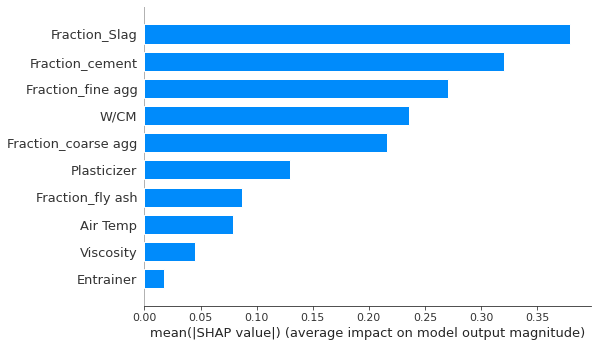 Fraction_Slag
Fraction_cement
Fraction_fine agg
W/CM
Fraction_coarse agg
Plasticizer
Fraction_fly ash
Air Temp
Viscosity
Entrainer
0.00 0.05 0.10 0.15 0.20 0.25 0.30 0.35
mean(|SHAP value|) (average impact on model output magnitude)